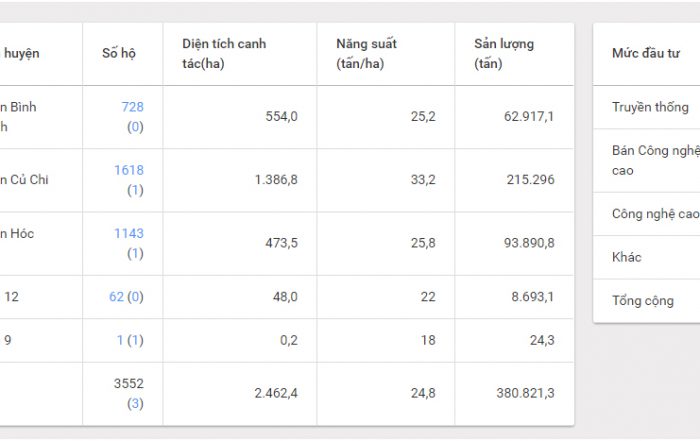 huyện Số hộ Diện tích canh Năng suất Sản lượng
tác(ha) (tấn/ha) (tấn)
n Bình 728 554,0 25,2 62.917,1
h (0)
n Củ Chi 1618 1.386,8 33,2 215.296
(1)
n Hóc 1143 473,5 25,8 93.890,8
(1)
12 62 (0) 48,0 22 8.693,1
9 1 (1) 0,2 18 24,3
3552 2.462,4 24,8 380.821,3
(3)
Mức đầu tư
Truyền thống
Bán Công nghệ
cao
Công nghệ cao
Khác
Tổng cộng